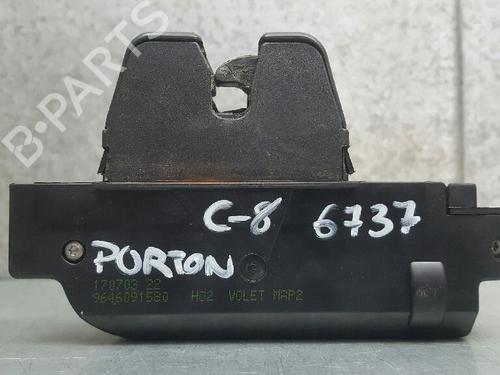 B-PARTS
C-8 6737
PORTON
170703 22
9646091580 H02 VOLET MAP2